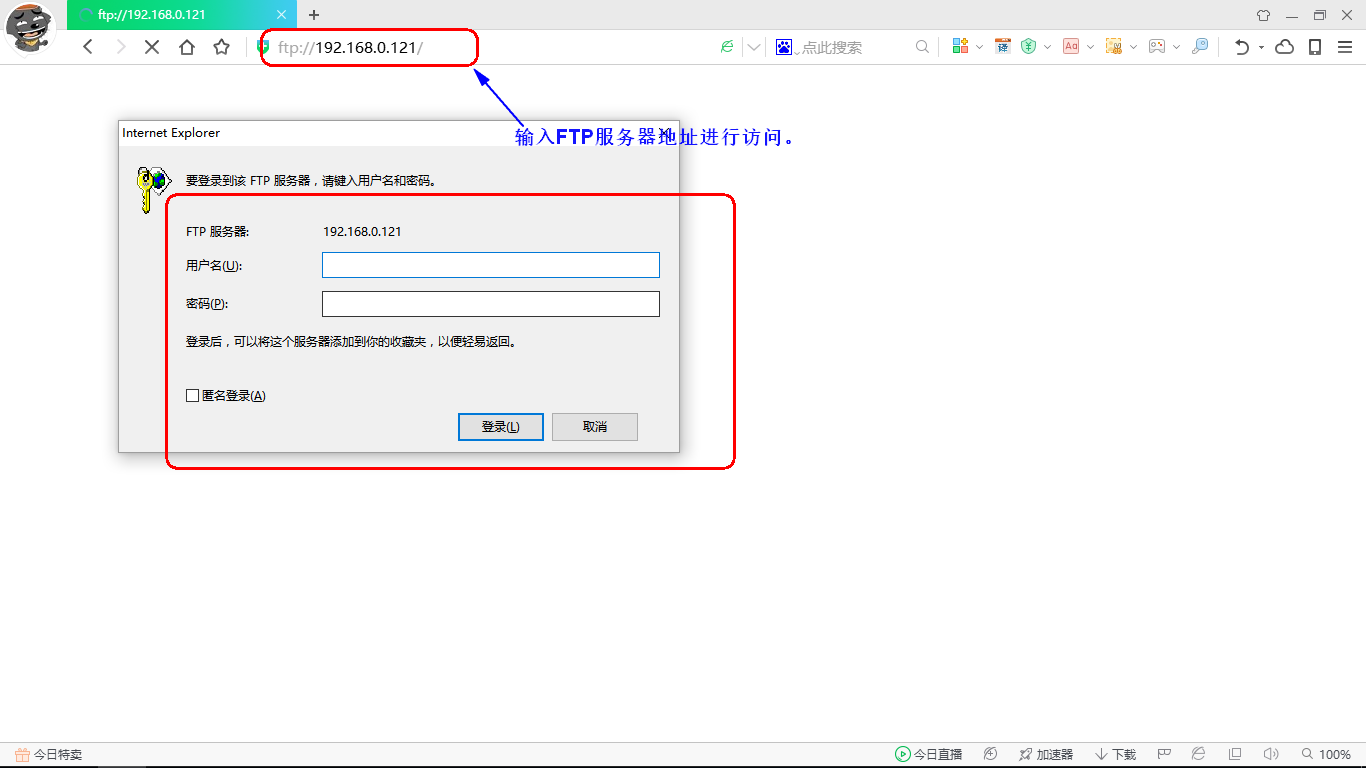 ftp://192.168.0.121
ftp://192.168.0.121/
点此搜索
译
Aa
输入FTP服务器地址进行访问。
Internet Explorer
要登录到该 FTP 服务器，请键入用户名和密码。
FTP 服务器:
192.168.0.121
用户名(U):
密码(P):
登录后，可以将这个服务器添加到你的收藏夹，以便轻易返回。
匿名登录(A)
登录(L)
取消
今日特卖
今日直播
加速器
下载
100%